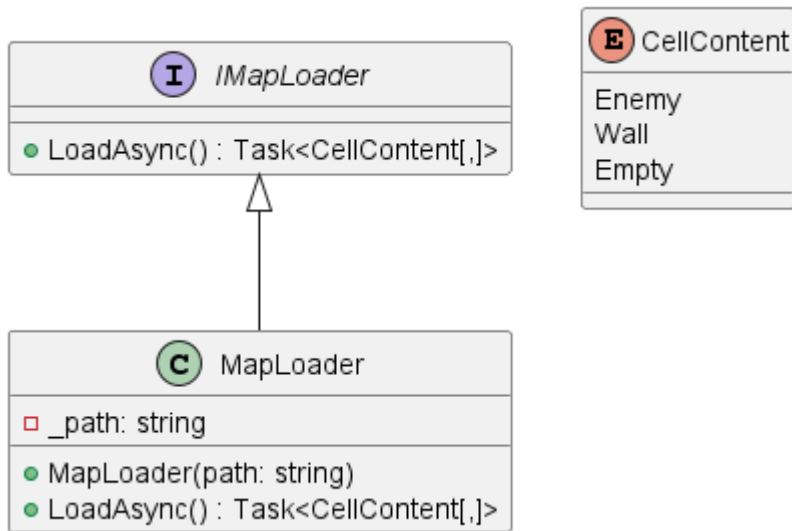 I IMapLoader
LoadAsync() : Task<CellContent[,]>
E CellContent
Enemy
Wall
Empty
C MapLoader
_path: string
MapLoader(path: string)
LoadAsync() : Task<CellContent[,]>